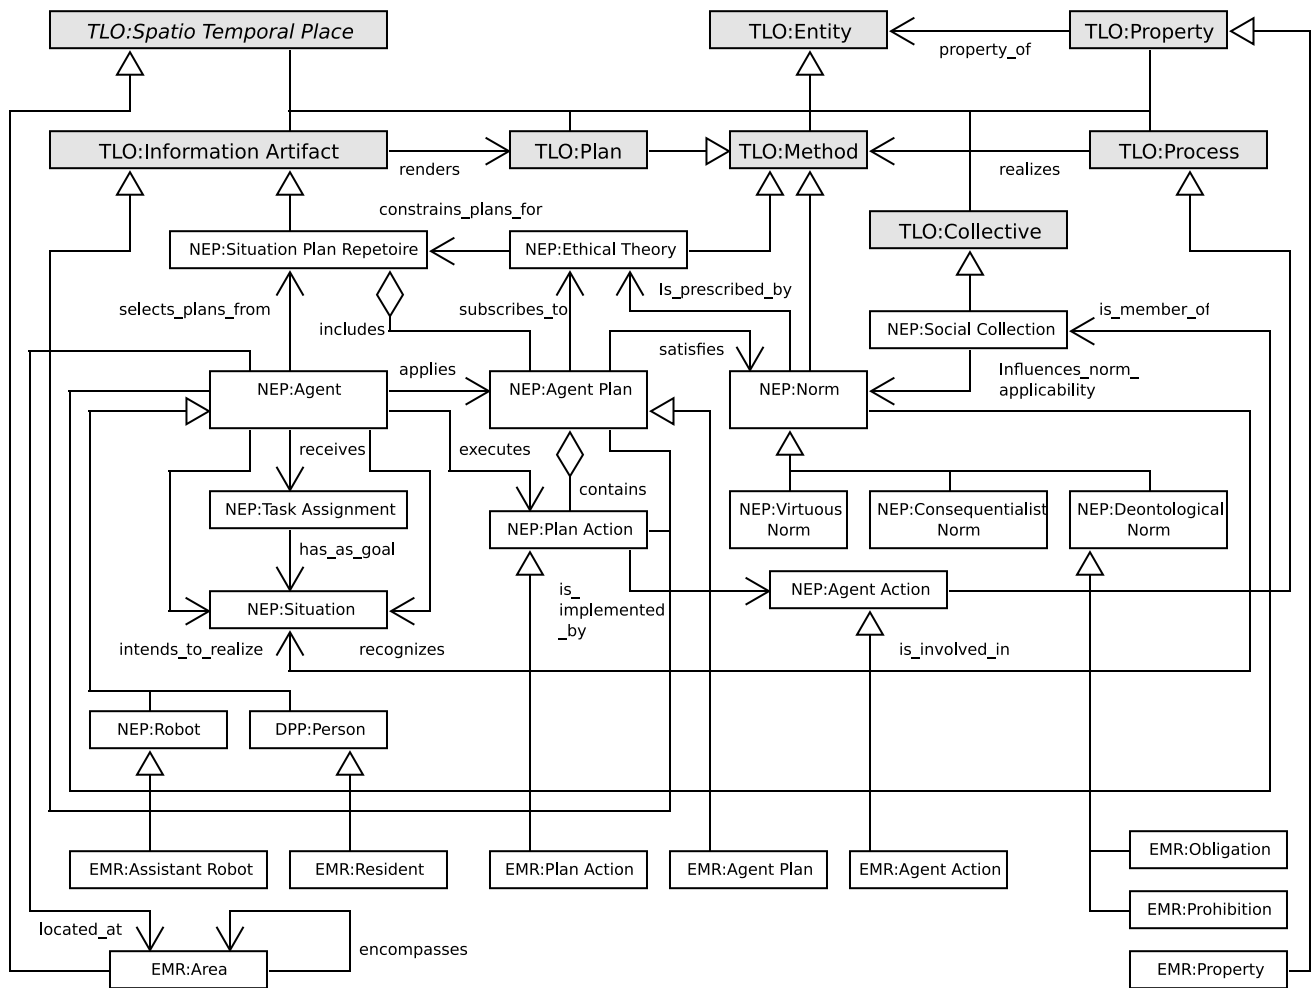 TLO:Spatio Temporal Place
TLO:Entity
TLO:Property
property_of
TLO:Information Artifact
renders
TLO:Plan
TLO:Method
realizes
TLO:Process
constrains_plans_for
NEP:Situation Plan Repetoire
NEP:Ethical Theory
TLO:Collective
selects_plans_from
includes
subscribes_to
Is_prescribed_by
NEP:Social Collection
is_member_of
satisfies
Influences_norm_
applicability
NEP:Agent
applies
NEP:Agent Plan
NEP:Norm
receives
executes
contains
NEP:Task Assignment
NEP:Plan Action
NEP:Virtuous
Norm
NEP:Consequentialist
Norm
NEP:Deontological
Norm
has_as_goal
NEP:Situation
is_
implemented
_by
NEP:Agent Action
intends_to_realize
recognizes
is_involved_in
NEP:Robot
DPP:Person
EMR:Assistant Robot
EMR:Resident
EMR:Plan Action
EMR:Agent Plan
EMR:Agent Action
EMR:Obligation
EMR:Prohibition
located_at
encompasses
EMR:Area
EMR:Property